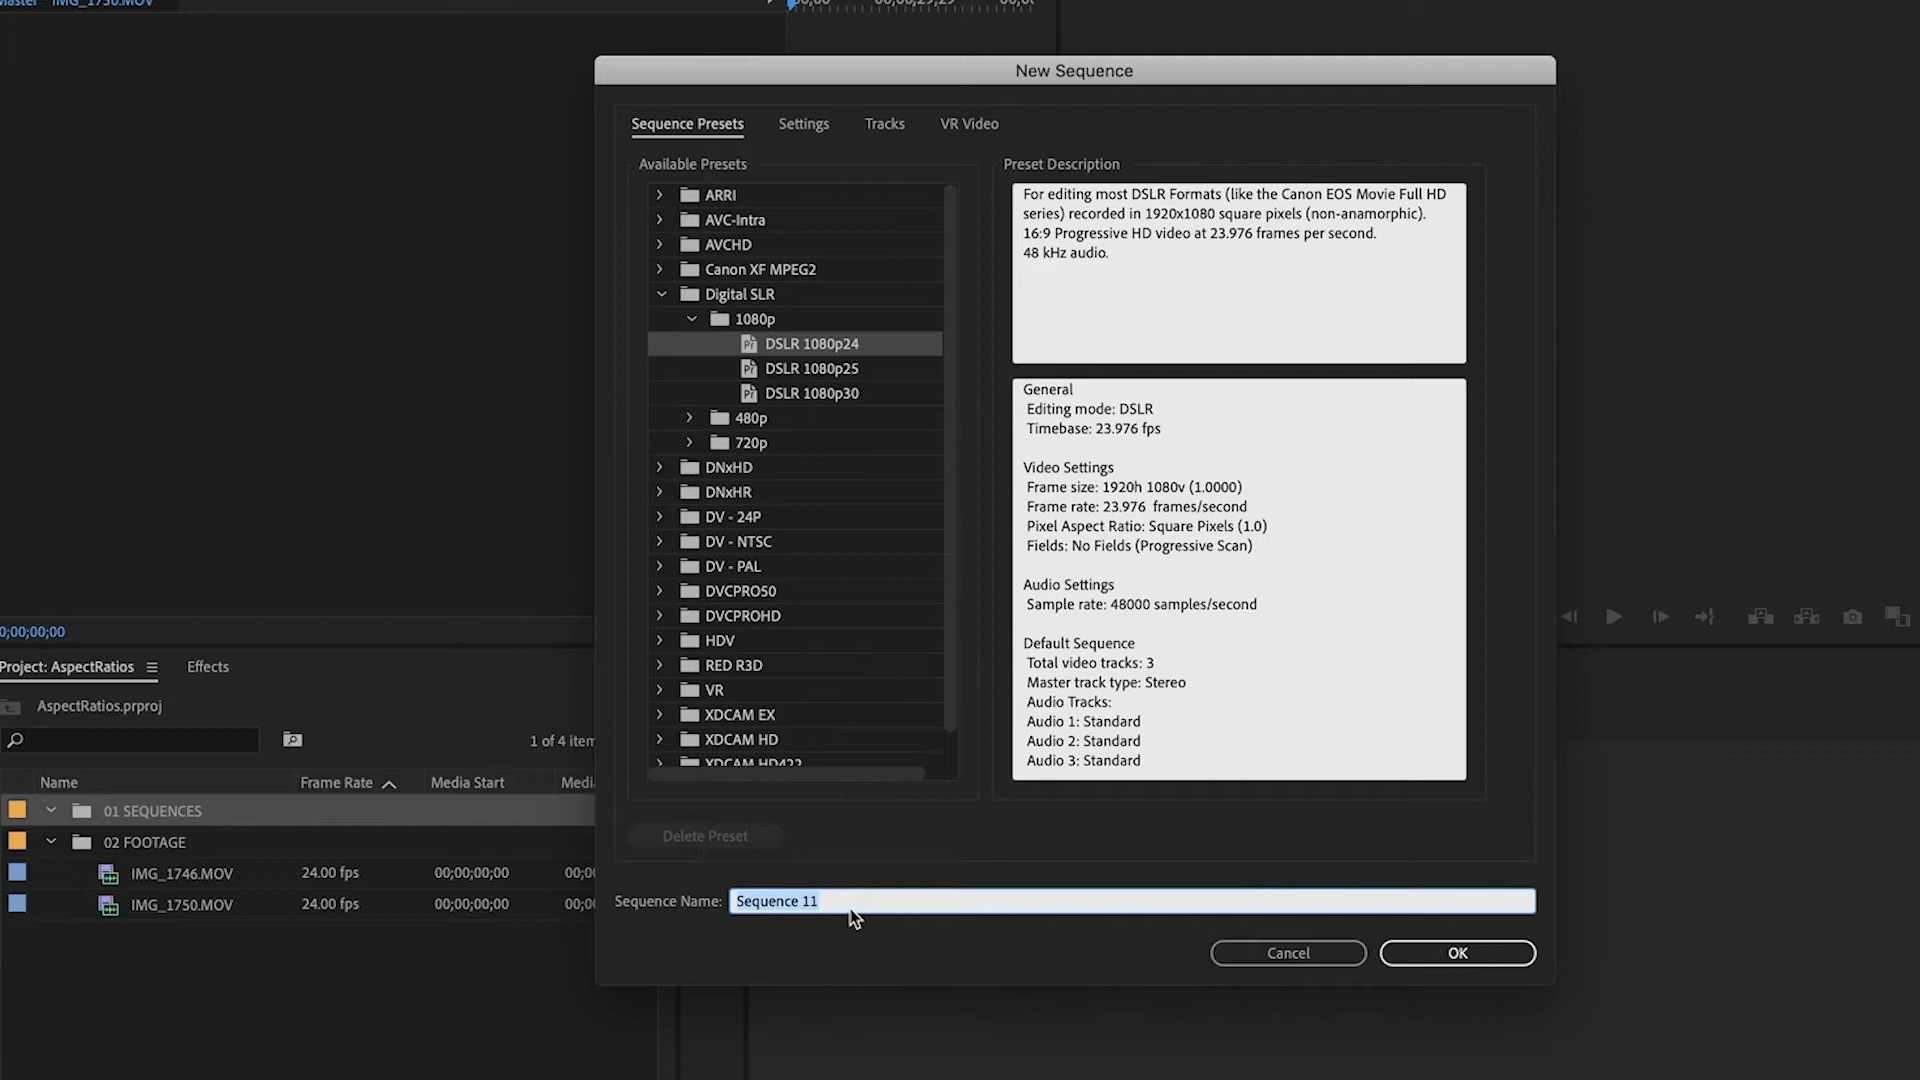 New Sequence
Sequence Presets
Settings
Tracks
VR Video
Available Presets
ARRI
AVC-Intra
AVCHD
Canon XF MPEG2
Digital SLR
1080p
DSLR 1080p24
DSLR 1080p25
DSLR 1080p30
480p
720p
DNxHD
DNxHR
DV - 24P
DV - NTSC
DV - PAL
DVCPRO50
DVCPROHD
HDV
RED R3D
VR
XDCAM EX
XDCAM HD
XDCAM HD422
Delete Preset
Preset Description
For editing most DSLR Formats (like the Canon EOS Movie Full HD
series) recorded in 1920x1080 square pixels (non-anamorphic).
16:9 Progressive HD video at 23.976 frames per second.
48 kHz audio.
General
Editing mode: DSLR
Timebase: 23.976 fps
Video Settings
Frame size: 1920h 1080v (1.0000)
Frame rate: 23.976 frames/second
Pixel Aspect Ratio: Square Pixels (1.0)
Fields: No Fields (Progressive Scan)
Audio Settings
Sample rate: 48000 samples/second
Default Sequence
Total video tracks: 3
Master track type: Stereo
Audio Tracks:
Audio 1: Standard
Audio 2: Standard
Audio 3: Standard
Sequence Name:
Sequence 11
Cancel
OK
0;00;00;00
Project: AspectRatios
Effects
AspectRatios.prproj
1 of 4 item
Name
Frame Rate
Media Start
Medi
01 SEQUENCES
02 FOOTAGE
IMG_1746.MOV
24.00 fps
00;00;00;00
00;0
IMG_1750.MOV
24.00 fps
00;00;00;00
00;0